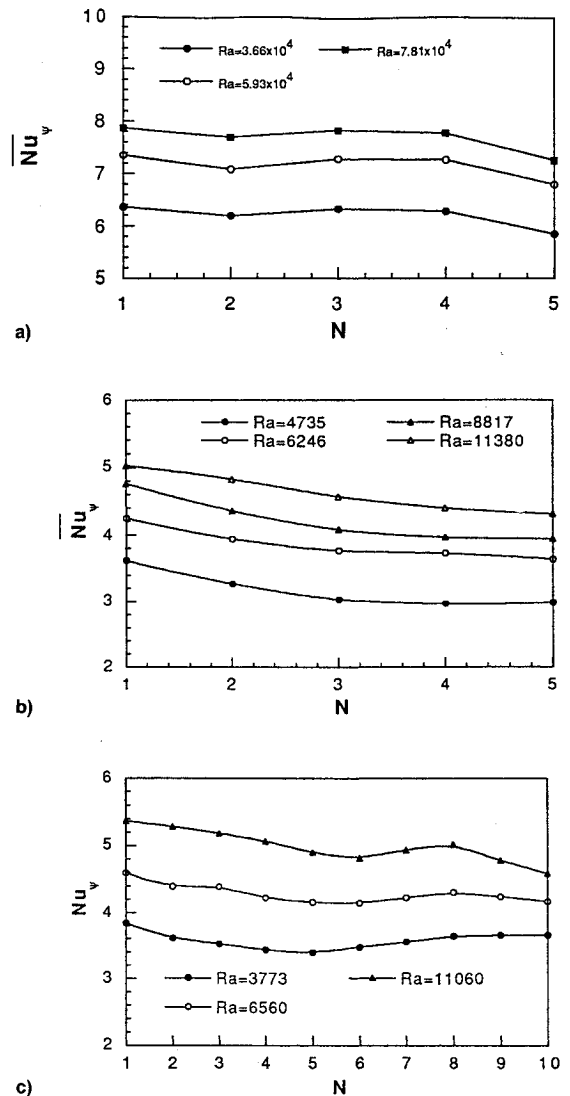 10
9
8
7
6
5
Nu_ψ
Ra=3.66x10^4
Ra=7.81x10^4
Ra=5.93x10^4
1 2 3 4 5
N
a)
6
5
4
3
2
Nu_ψ
Ra=4735
Ra=8817
Ra=6246
Ra=11380
1 2 3 4 5
N
b)
6
5
4
3
2
Nu_ψ
Ra=3773
Ra=11060
Ra=6560
1 2 3 4 5 6 7 8 9 10
N
c)